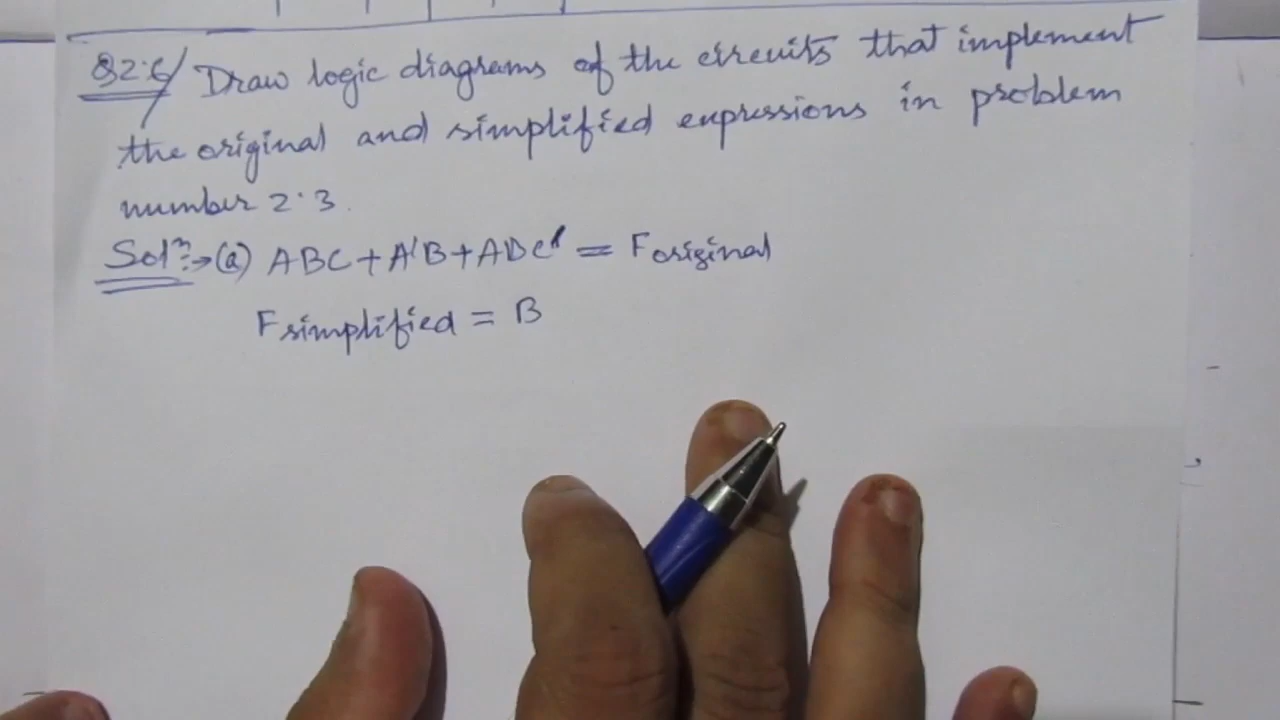 Q2.6/ Draw logic diagrams of the circuits that implement
the original and simplified expressions in problem
number 2.3.
Solⁿ:→ (a) ABC + A'B + ABC' = Foriginal
Fsimplified = B